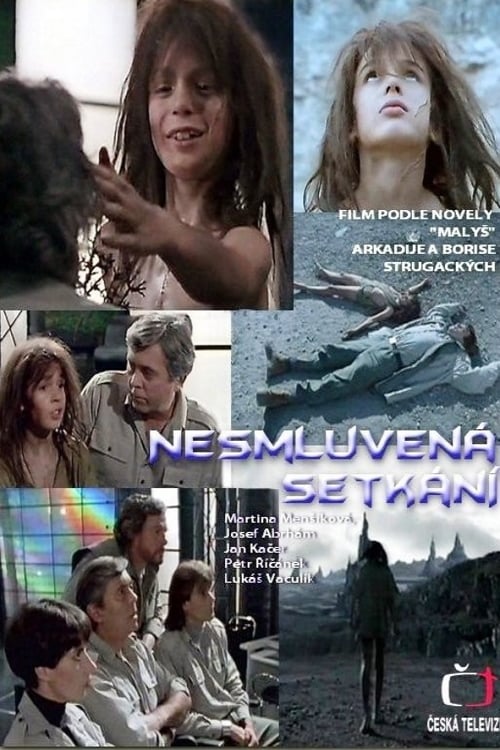 FILM PODLE NOVELY
"MALYŠ"
ARKADIJE A BORISE
STRUGACKÝCH
NESMLUVENÁ
SETKÁNÍ
Martina Menšíková,
Josef Abrhám
Jan Kačer
Petr Říčánek
Lukáš Vaculík
ČESKÁ TELEVIZ